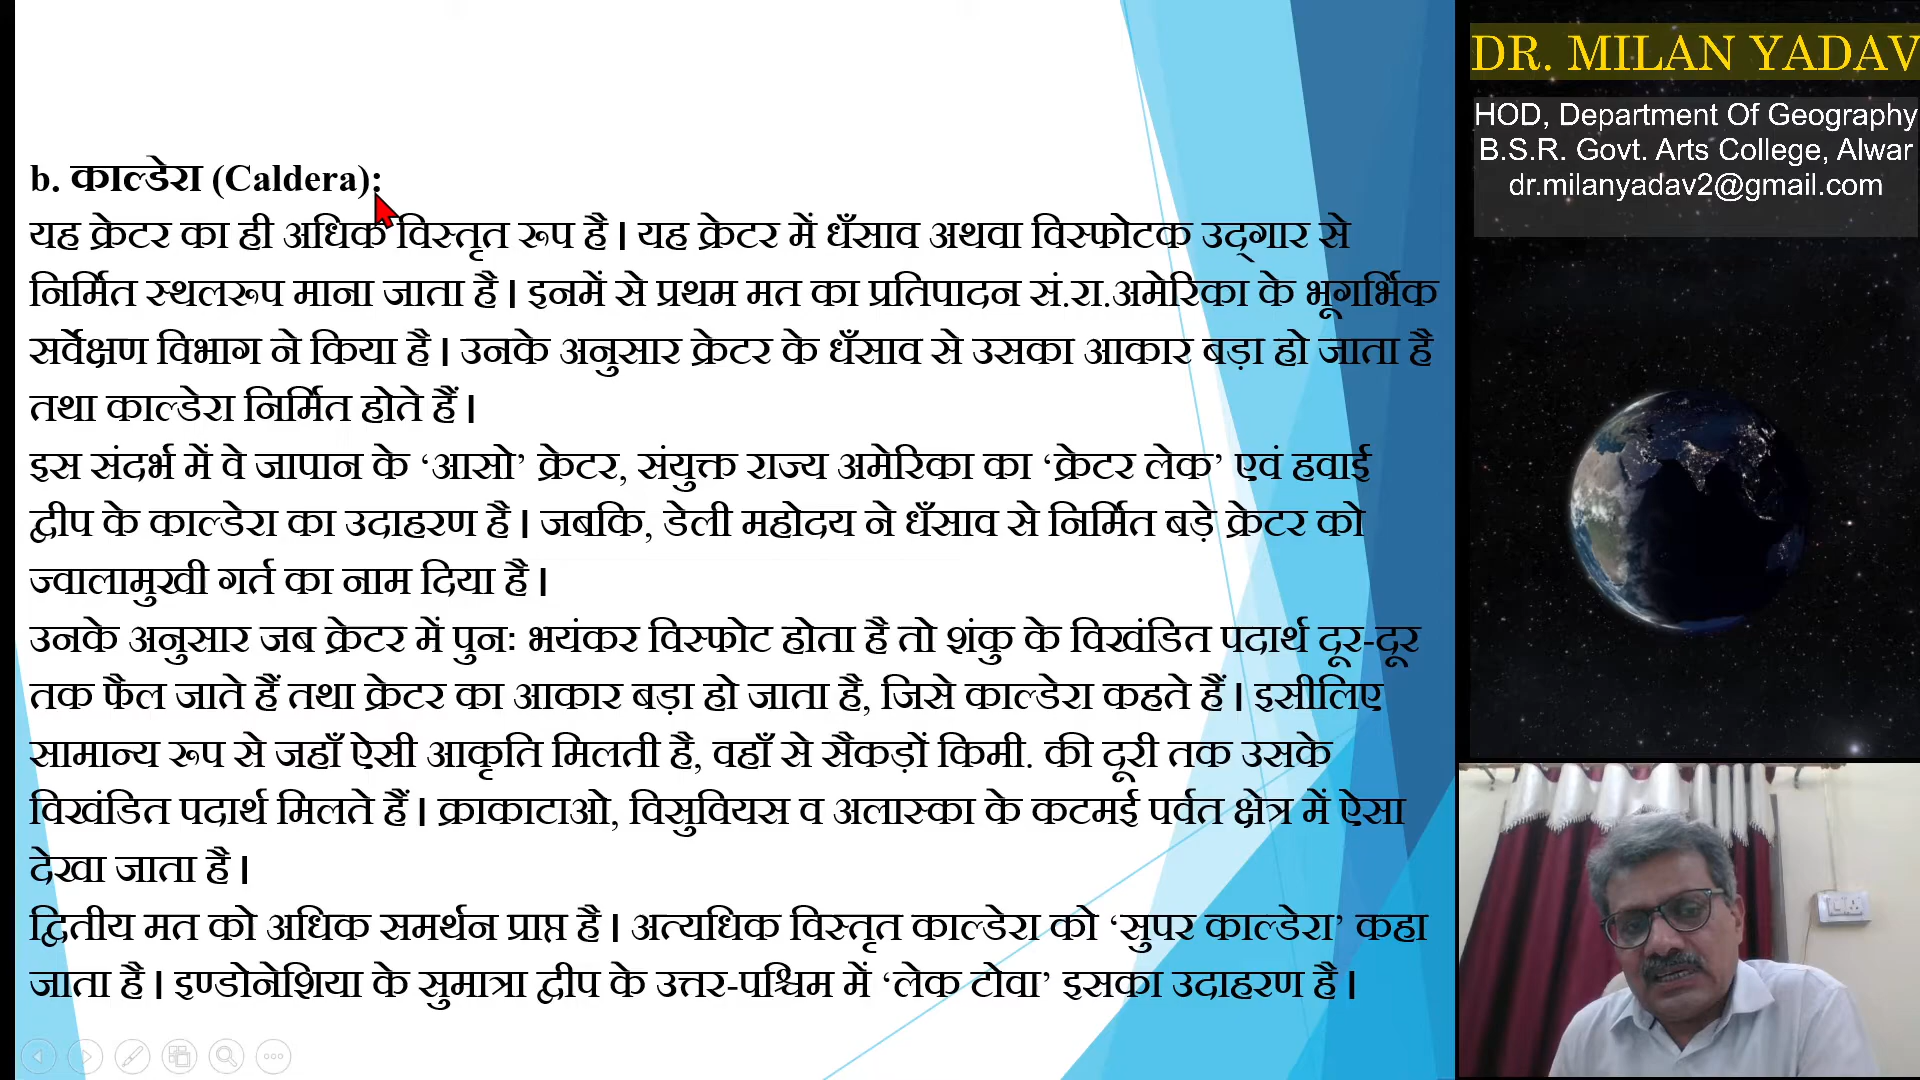 b. काल्डेरा (Caldera):
यह क्रेटर का ही अधिक विस्तृत रूप है। यह क्रेटर में धँसाव अथवा विस्फोटक उद्‌गार से
निर्मित स्थलरूप माना जाता है। इनमें से प्रथम मत का प्रतिपादन सं.रा.अमेरिका के भूगर्भिक
सर्वेक्षण विभाग ने किया है। उनके अनुसार क्रेटर के धँसाव से उसका आकार बड़ा हो जाता है
तथा काल्डेरा निर्मित होते हैं।
इस संदर्भ में वे जापान के ‘आसो’ क्रेटर, संयुक्त राज्य अमेरिका का ‘क्रेटर लेक’ एवं हवाई
द्वीप के काल्डेरा का उदाहरण है। जबकि, डेली महोदय ने धँसाव से निर्मित बड़े क्रेटर को
ज्वालामुखी गर्त का नाम दिया है।
उनके अनुसार जब क्रेटर में पुनः भयंकर विस्फोट होता है तो शंकु के विखंडित पदार्थ दूर-दूर
तक फैल जाते हैं तथा क्रेटर का आकार बड़ा हो जाता है, जिसे काल्डेरा कहते हैं। इसीलिए
सामान्य रूप से जहाँ ऐसी आकृति मिलती है, वहाँ से सैकड़ों किमी. की दूरी तक उसके
विखंडित पदार्थ मिलते हैं। क्राकाटाओ, विसुवियस व अलास्का के कटमई पर्वत क्षेत्र में ऐसा
देखा जाता है।
द्वितीय मत को अधिक समर्थन प्राप्त है। अत्यधिक विस्तृत काल्डेरा को ‘सुपर काल्डेरा’ कहा
जाता है। इण्डोनेशिया के सुमात्रा द्वीप के उत्तर-पश्चिम में ‘लेक टोवा’ इसका उदाहरण है।
DR. MILAN YADAV
HOD, Department Of Geography
B.S.R. Govt. Arts College, Alwar
dr.milanyadav2@gmail.com